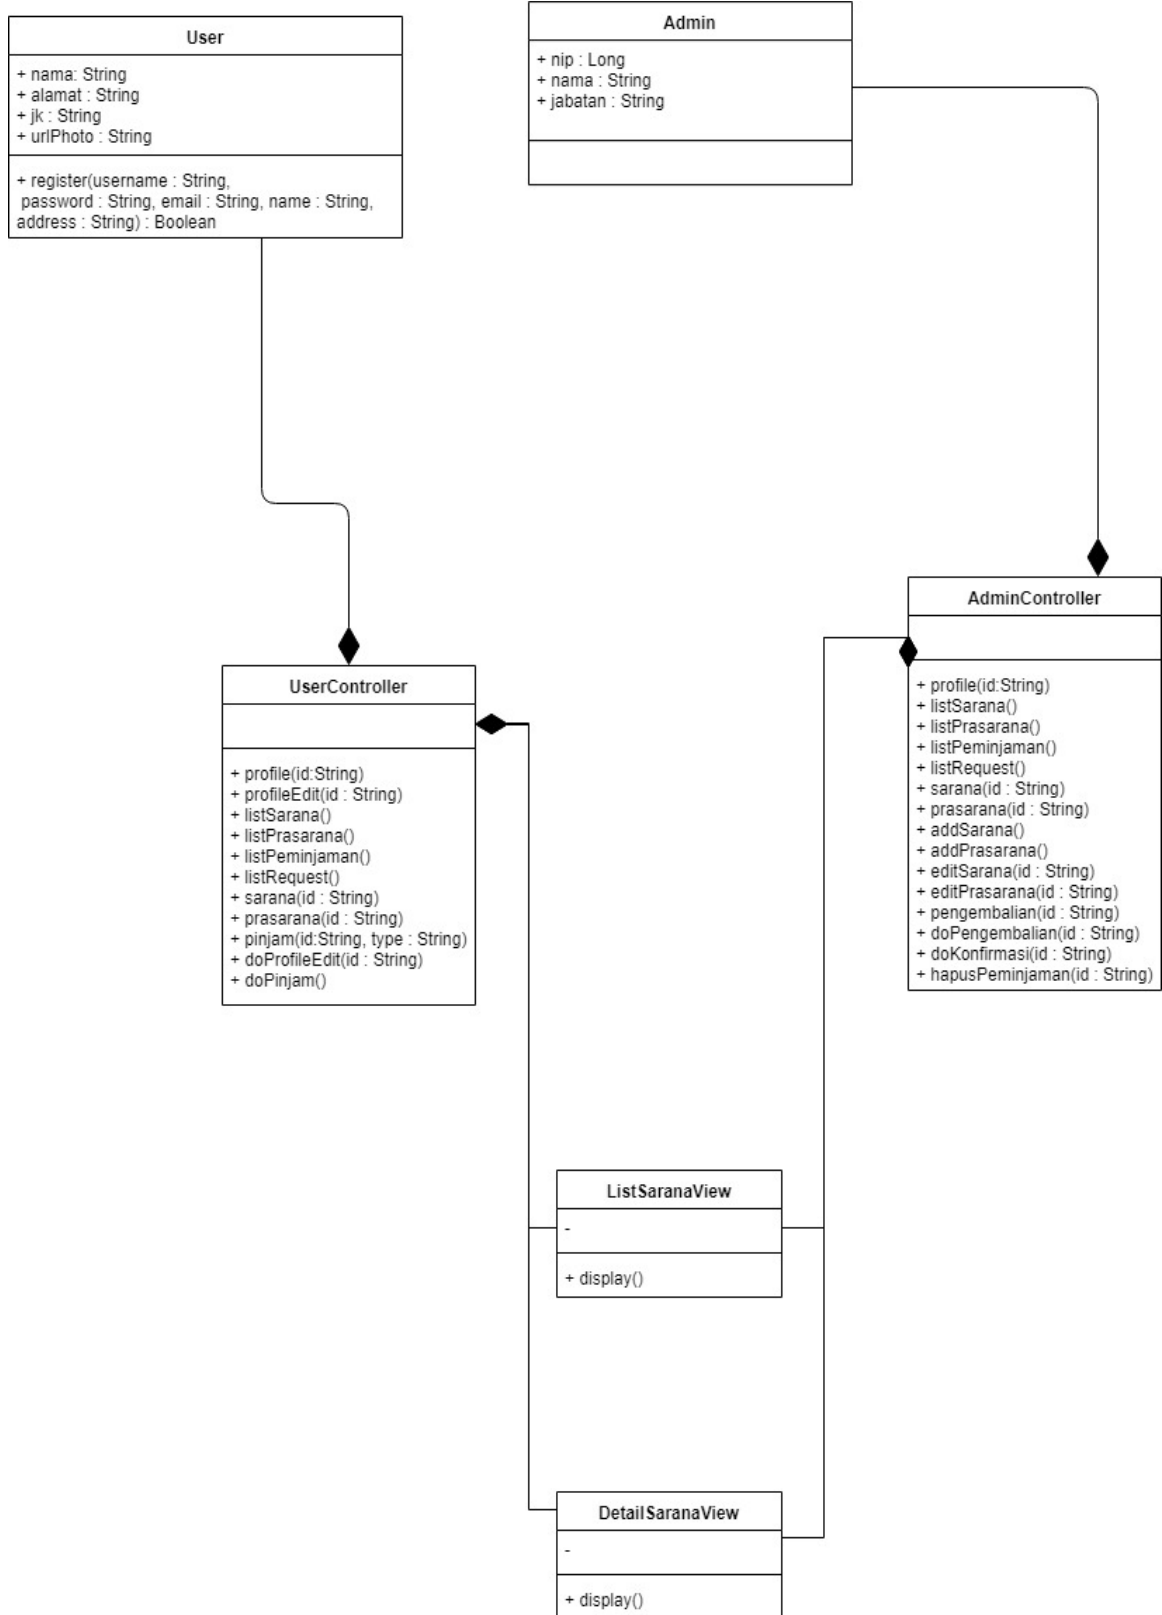 User
+ nama: String
+ alamat : String
+ jk : String
+ urlPhoto : String
+ register(username : String,
password : String, email : String, name : String,
address : String) : Boolean
Admin
+ nip : Long
+ nama : String
+ jabatan : String
UserController
+ profile(id:String)
+ profileEdit(id : String)
+ listSarana()
+ listPrasarana()
+ listPeminjaman()
+ listRequest()
+ sarana(id : String)
+ prasarana(id : String)
+ pinjam(id:String, type : String)
+ doProfileEdit(id : String)
+ doPinjam()
AdminController
+ profile(id:String)
+ listSarana()
+ listPrasarana()
+ listPeminjaman()
+ listRequest()
+ sarana(id : String)
+ prasarana(id : String)
+ addSarana()
+ addPrasarana()
+ editSarana(id : String)
+ editPrasarana(id : String)
+ pengembalian(id : String)
+ doPengembalian(id : String)
+ doKonfirmasi(id : String)
+ hapusPeminjaman(id : String)
ListSaranaView
-
+ display()
DetailSaranaView
-
+ display()